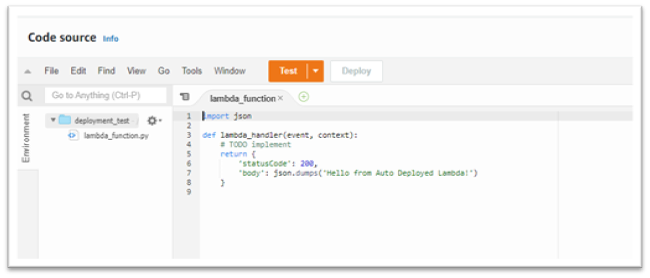 Code source Info
File Edit Find View Go Tools Window Test Deploy
Go to Anything (Ctrl-P)
lambda_function ×
Environment
deployment_test
lambda_function.py
1 import json
2
3 def lambda_handler(event, context):
4 # TODO implement
5 return {
6 'statusCode': 200,
7 'body': json.dumps('Hello from Auto Deployed Lambda!')
8 }
9